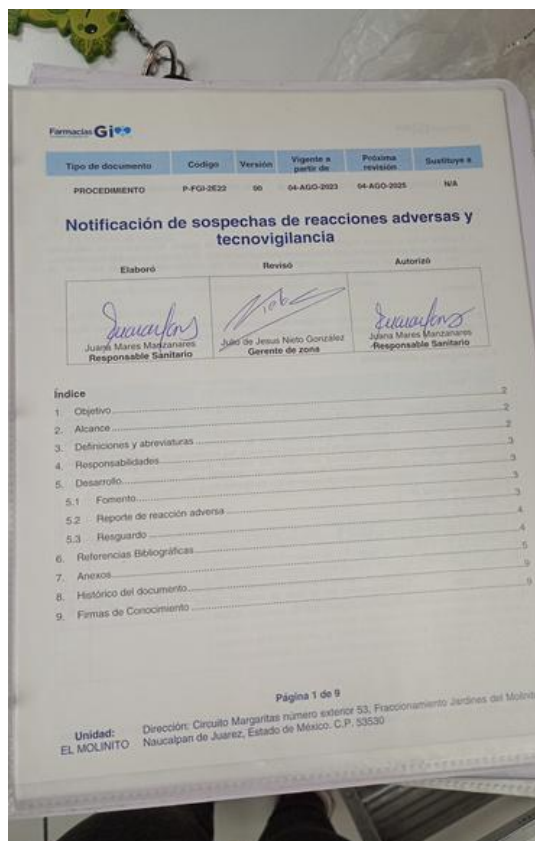 Farmacias Gi
Tipo de documento Código Versión Vigente a partir de Próxima revisión Sustituye a
PROCEDIMIENTO P-FGI-2E22 00 04-AGO-2023 04-AGO-2025 N/A
Notificación de sospechas de reacciones adversas y
tecnovigilancia
Elaboró Revisó Autorizó
Juana Mares Manzanares Julio de Jesus Nieto González Juana Mares Manzanares
Responsable Sanitario Gerente de zona Responsable Sanitario
Índice
1. Objetivo 2
2. Alcance 2
3. Definiciones y abreviaturas 2
4. Responsabilidades 3
5. Desarrollo 3
5.1 Fomento 3
5.2 Reporte de reacción adversa 3
5.3 Resguardo 4
6. Referencias Bibliográficas 4
7. Anexos 5
8. Histórico del documento 9
9. Firmas de Conocimiento 9
Página 1 de 9
Unidad: Dirección: Circuito Margaritas número exterior 53, Fraccionamiento Jardines del Molinito
EL MOLINITO Naucalpan de Juarez, Estado de México. C.P. 53530